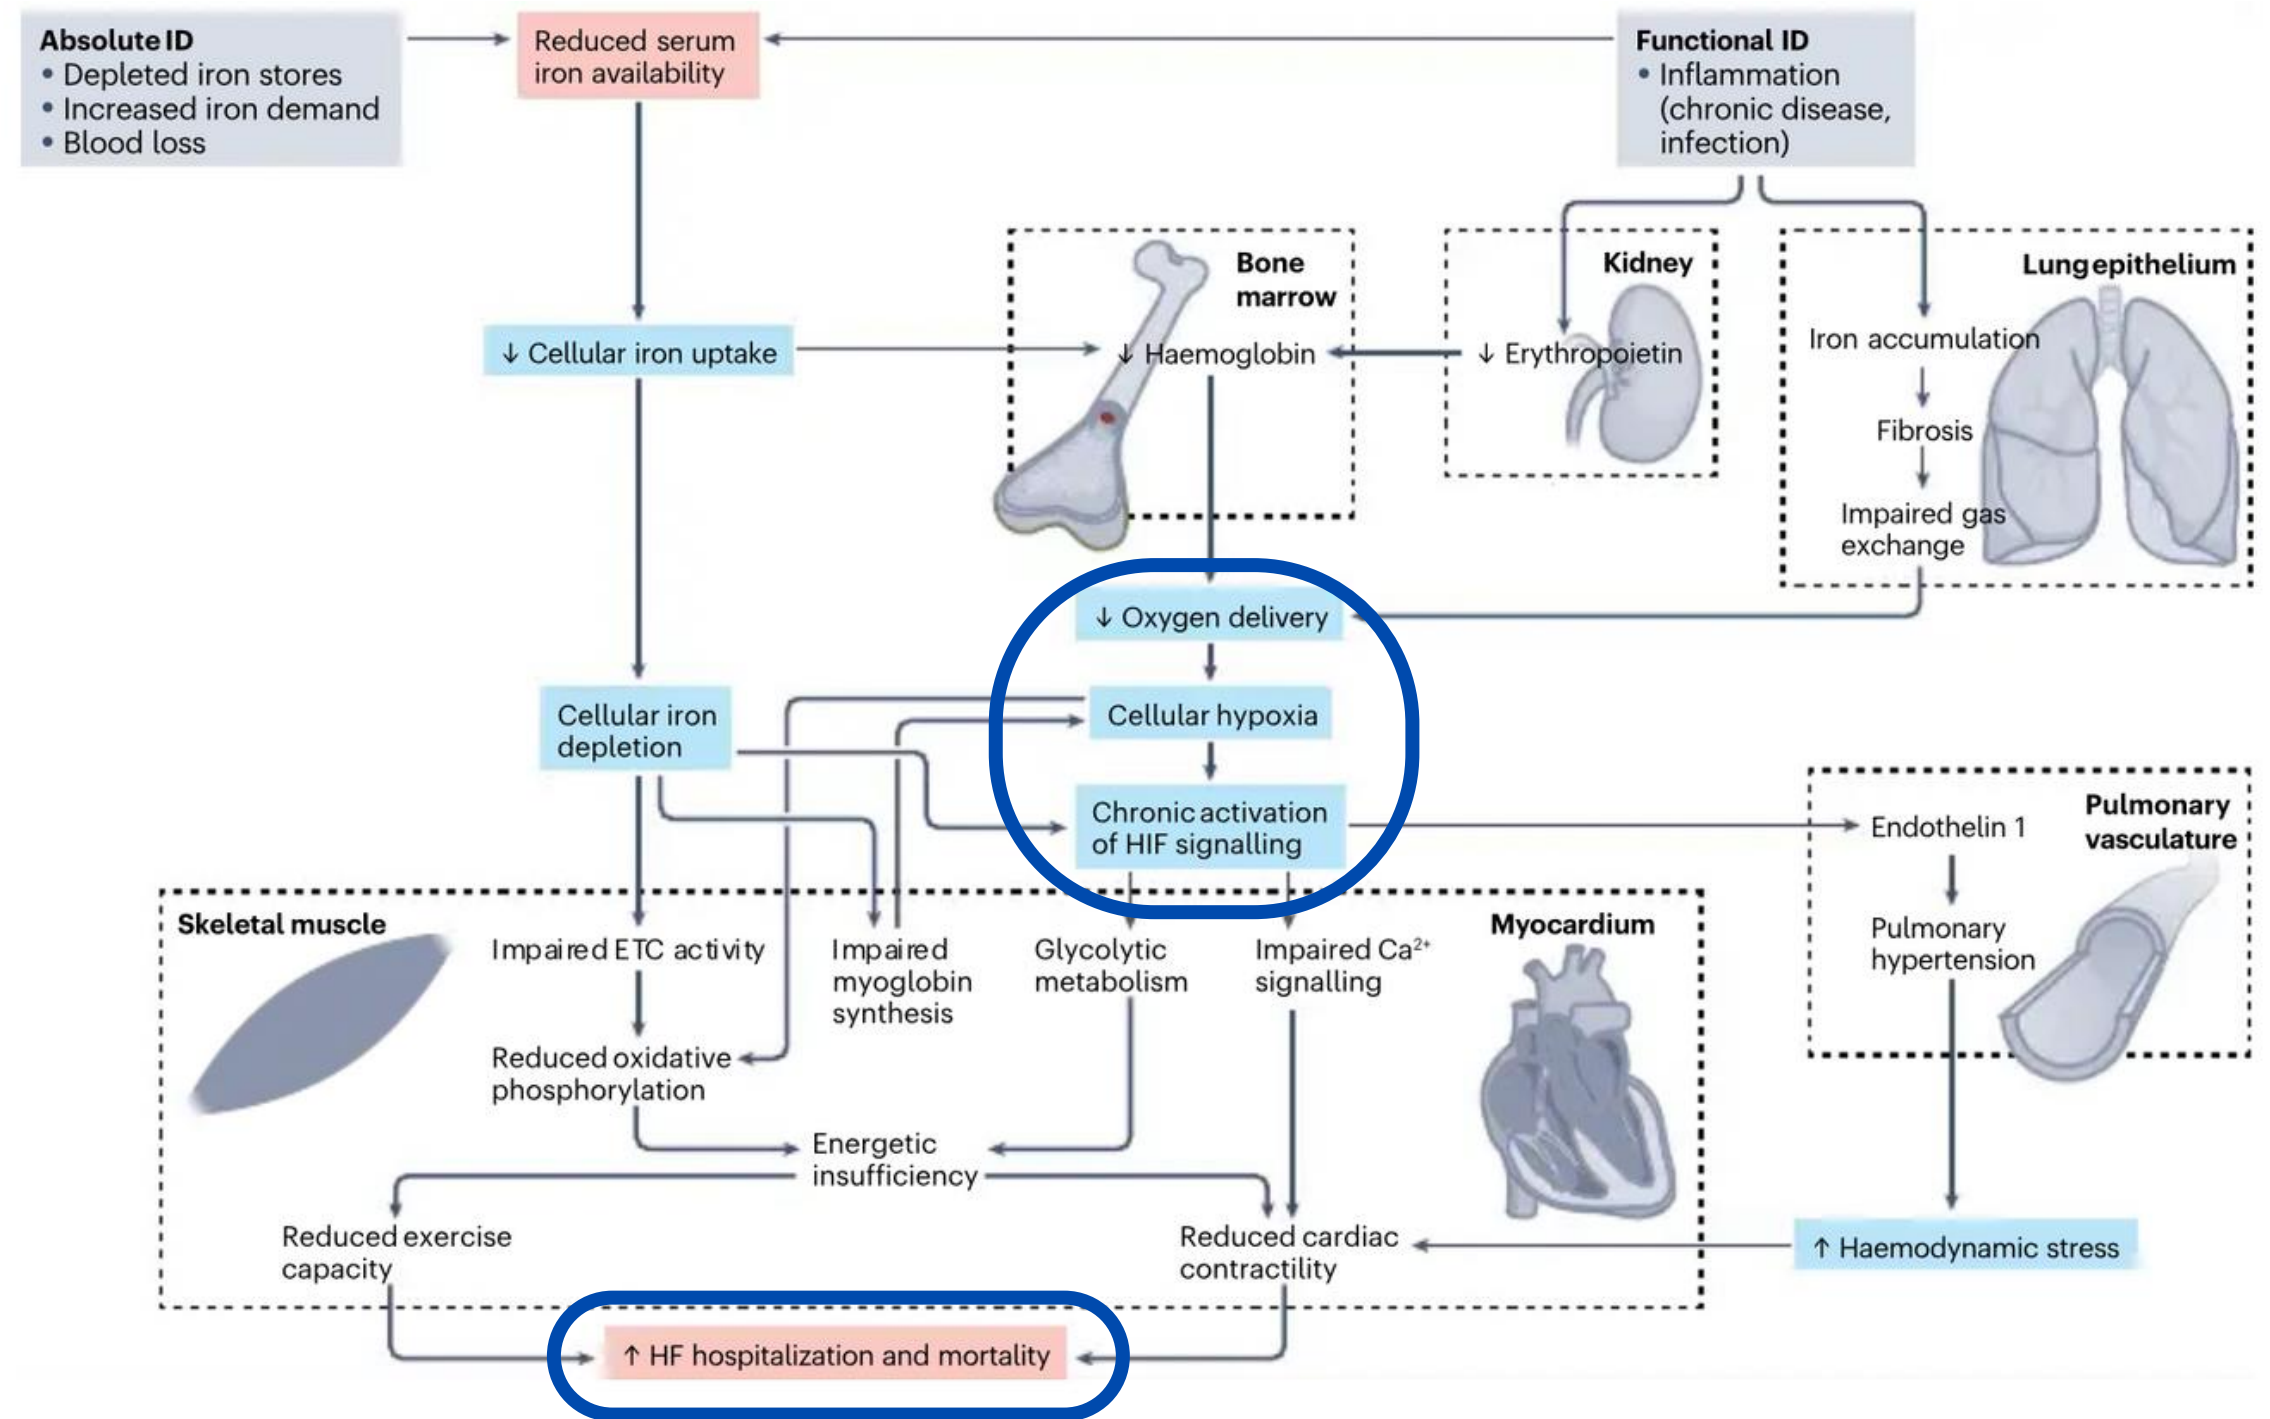 Absolute ID
• Depleted iron stores
• Increased iron demand
• Blood loss
Reduced serum
iron availability
Functional ID
• Inflammation
(chronic disease,
infection)
Bone
marrow
Kidney
Lung epithelium
↓ Cellular iron uptake
↓ Haemoglobin
↓ Erythropoietin
Iron accumulation
Fibrosis
Impaired gas
exchange
↓ Oxygen delivery
Cellular iron
depletion
Cellular hypoxia
Chronic activation
of HIF signalling
Endothelin 1
Pulmonary
vasculature
Pulmonary
hypertension
Skeletal muscle
Impaired ETC activity
Impaired
myoglobin
synthesis
Glycolytic
metabolism
Impaired Ca²⁺
signalling
Myocardium
Reduced oxidative
phosphorylation
Energetic
insufficiency
Reduced exercise
capacity
Reduced cardiac
contractility
↑ Haemodynamic stress
↑ HF hospitalization and mortality